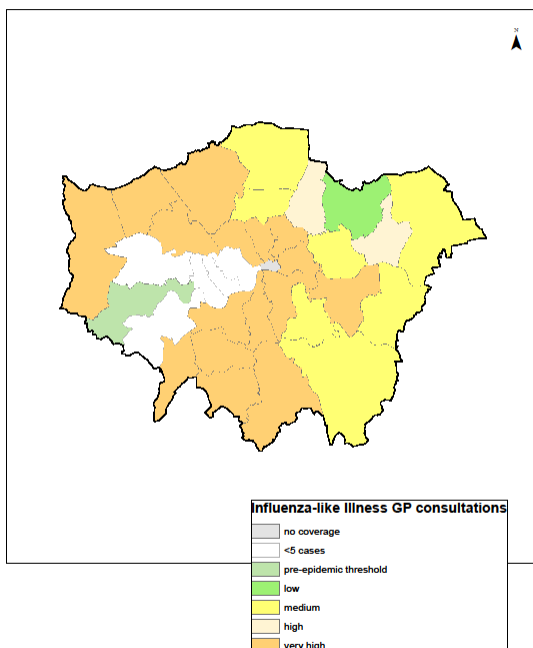 N
Influenza-like Illness GP consultations
no coverage
<5 cases
pre-epidemic threshold
low
medium
high
very high